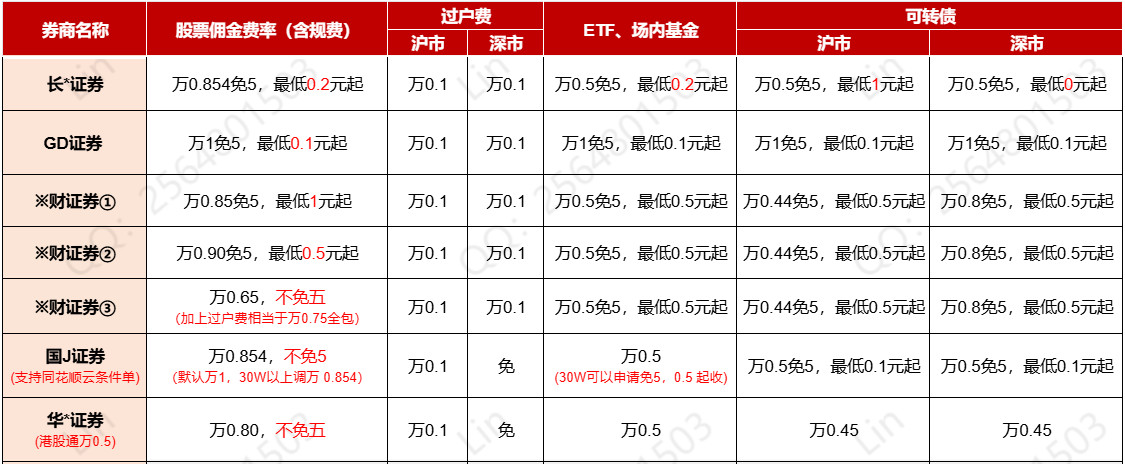 券商名称 股票佣金费率（含规费） 过户费 ETF、场内基金 可转债
沪市 深市 沪市 深市
长*证券 万0.854免5，最低0.2元起 万0.1 万0.1 万0.5免5，最低0.2元起 万0.5免5，最低1元起 万0.5免5，最低0元起
GD证券 万1免5，最低0.1元起 万0.1 万0.1 万1免5，最低0.1元起 万1免5，最低0.1元起 万1免5，最低0.1元起
※财证券① 万0.85免5，最低1元起 万0.1 万0.1 万0.5免5，最低0.5元起 万0.44免5，最低0.5元起 万0.8免5，最低0.5元起
※财证券② 万0.90免5，最低0.5元起 万0.1 万0.1 万0.5免5，最低0.5元起 万0.44免5，最低0.5元起 万0.8免5，最低0.5元起
※财证券③ 万0.65，不免五 万0.1 万0.1 万0.5免5，最低0.5元起 万0.44免5，最低0.5元起 万0.8免5，最低0.5元起
(加上过户费相当于万0.75全包)
国J证券 万0.854，不免5 万0.1 免 万0.5 万0.5免5，最低0.1元起 万0.5免5，最低0.1元起
(支持同花顺云条件单) (默认万1，30W以上调万 0.854) (30W可以申请免5，0.5 起收)
华*证券 万0.80，不免五 万0.1 免 万0.5 万0.45 万0.45
(港股通万0.5)
Lin
QQ：2564801503